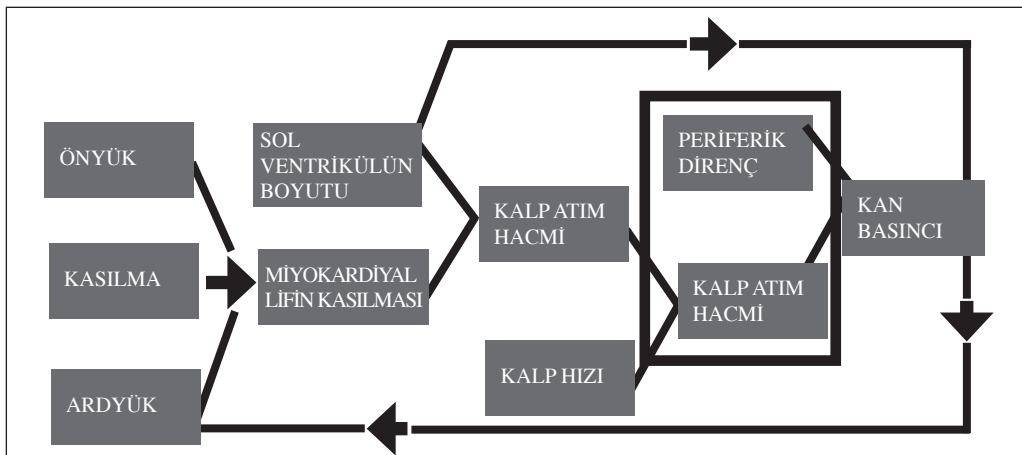 ÖNYÜK
KASILMA
ARDYÜK
SOL
VENTRİKÜLÜN
BOYUTU
MİYOKARDİYAL
LİFİN KASILMASI
KALP ATIM
HACMİ
KALP HIZI
PERİFERİK
DİRENÇ
KALP ATIM
HACMİ
KAN
BASINCI